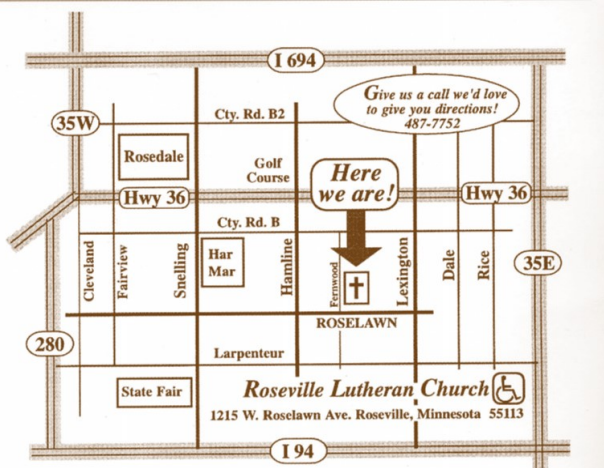 I 694
Give us a call we'd love
to give you directions!
487-7752
35W
Cty. Rd. B2
Rosedale
Golf
Course
Here
we are!
Hwy 36
Hwy 36
Cty. Rd. B
Cleveland
Fairview
Snelling
Har
Mar
Hamline
Fernwood
Lexington
Dale
Rice
35E
ROSELAWN
280
Larpenteur
State Fair
Roseville Lutheran Church
1215 W. Roselawn Ave. Roseville, Minnesota 55113
I 94